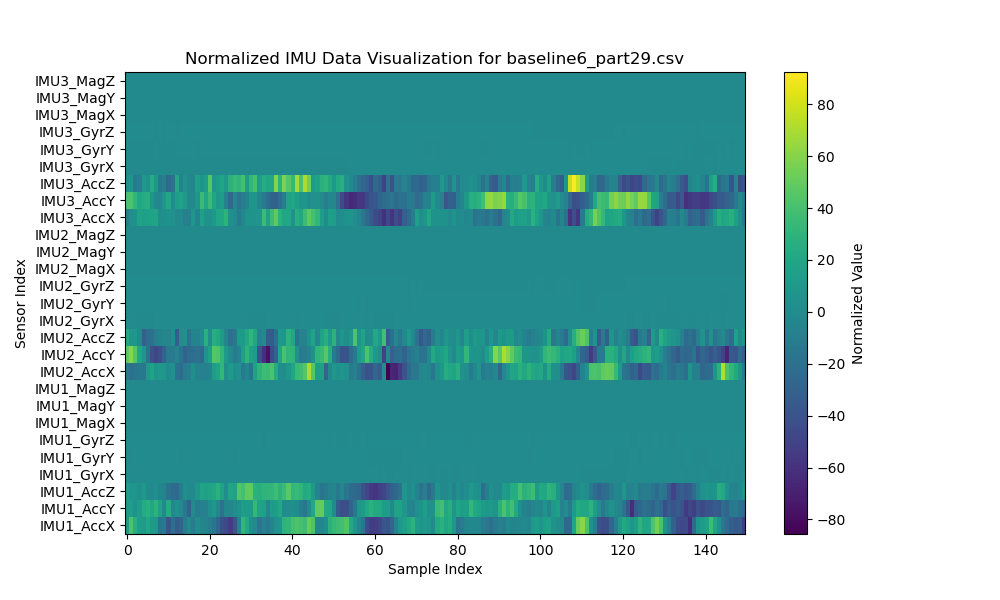 Normalized IMU Data Visualization for baseline6_part29.csv
IMU3_MagZ
IMU3_MagY
IMU3_MagX
IMU3_GyrZ
IMU3_GyrY
IMU3_GyrX
IMU3_AccZ
IMU3_AccY
IMU3_AccX
IMU2_MagZ
IMU2_MagY
IMU2_MagX
IMU2_GyrZ
IMU2_GyrY
IMU2_GyrX
IMU2_AccZ
IMU2_AccY
IMU2_AccX
IMU1_MagZ
IMU1_MagY
IMU1_MagX
IMU1_GyrZ
IMU1_GyrY
IMU1_GyrX
IMU1_AccZ
IMU1_AccY
IMU1_AccX
Sensor Index
0 20 40 60 80 100 120 140
Sample Index
80
60
40
20
0
−20
−40
−60
−80
Normalized Value